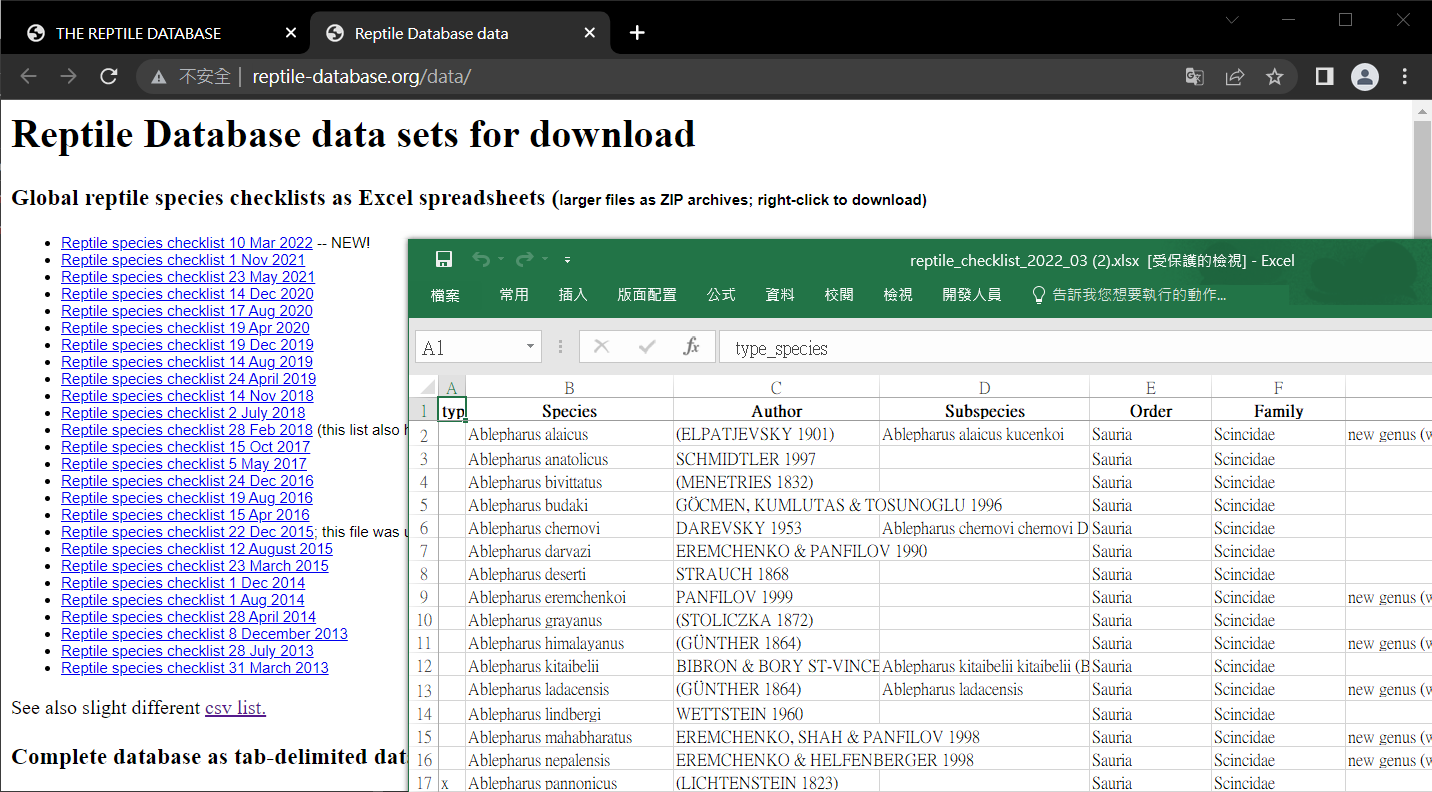 THE REPTILE DATABASE
Reptile Database data
不安全 | reptile-database.org/data/
Reptile Database data sets for download
Global reptile species checklists as Excel spreadsheets (larger files as ZIP archives; right-click to download)
Reptile species checklist 10 Mar 2022 -- NEW!
Reptile species checklist 1 Nov 2021
Reptile species checklist 23 May 2021
Reptile species checklist 14 Dec 2020
Reptile species checklist 17 Aug 2020
Reptile species checklist 19 Apr 2020
Reptile species checklist 19 Dec 2019
Reptile species checklist 14 Aug 2019
Reptile species checklist 24 April 2019
Reptile species checklist 14 Nov 2018
Reptile species checklist 2 July 2018
Reptile species checklist 28 Feb 2018 (this list also h
Reptile species checklist 15 Oct 2017
Reptile species checklist 5 May 2017
Reptile species checklist 24 Dec 2016
Reptile species checklist 19 Aug 2016
Reptile species checklist 15 Apr 2016
Reptile species checklist 22 Dec 2015; this file was u
Reptile species checklist 12 August 2015
Reptile species checklist 23 March 2015
Reptile species checklist 1 Dec 2014
Reptile species checklist 1 Aug 2014
Reptile species checklist 28 April 2014
Reptile species checklist 8 December 2013
Reptile species checklist 28 July 2013
Reptile species checklist 31 March 2013
See also slight different csv list.
Complete database as tab-delimited dat
reptile_checklist_2022_03 (2).xlsx [受保護的檢視] - Excel
檔案 常用 插入 版面配置 公式 資料 校閱 檢視 開發人員 告訴我您想要執行的動作...
A1 fx type_species
A B C D E F
1 typ Species Author Subspecies Order Family
2 Ablepharus alaicus (ELPATJEVSKY 1901) Ablepharus alaicus kucenkoi Sauria Scincidae new genus (w
3 Ablepharus anatolicus SCHMIDTLER 1997 Sauria Scincidae
4 Ablepharus bivittatus (MENETRIES 1832) Sauria Scincidae
5 Ablepharus budaki GÖCMEN, KUMLUTAS & TOSUNOGLU 1996 Sauria Scincidae
6 Ablepharus chernovi DAREVSKY 1953 Ablepharus chernovi chernovi D Sauria Scincidae
7 Ablepharus darvazi EREMCHENKO & PANFILOV 1990 Sauria Scincidae
8 Ablepharus deserti STRAUCH 1868 Sauria Scincidae
9 Ablepharus eremchenkoi PANFILOV 1999 Sauria Scincidae new genus (w
10 Ablepharus grayanus (STOLICZKA 1872) Sauria Scincidae
11 Ablepharus himalayanus (GÜNTHER 1864) Sauria Scincidae new genus (w
12 Ablepharus kitaibelii BIBRON & BORY ST-VINCE Ablepharus kitaibelii kitaibelii (B Sauria Scincidae
13 Ablepharus ladacensis (GÜNTHER 1864) Ablepharus ladacensis Sauria Scincidae new genus (w
14 Ablepharus lindbergi WETTSTEIN 1960 Sauria Scincidae
15 Ablepharus mahabharatus EREMCHENKO, SHAH & PANFILOV 1998 Sauria Scincidae new genus (w
16 Ablepharus nepalensis EREMCHENKO & HELFENBERGER 1998 Sauria Scincidae new genus (w
17 x Ablepharus pannonicus (LICHTENSTEIN 1823) Sauria Scincidae